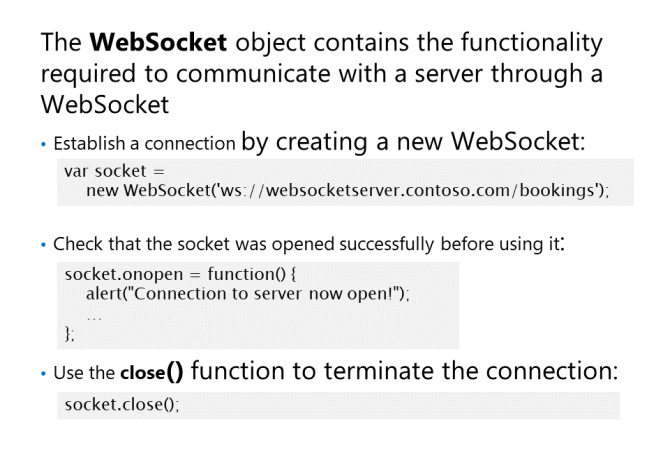 The WebSocket object contains the functionality
required to communicate with a server through a
WebSocket
• Establish a connection by creating a new WebSocket:
var socket =
new WebSocket('ws://websocketserver.contoso.com/bookings');
• Check that the socket was opened successfully before using it:
socket.onopen = function() {
alert("Connection to server now open!");
...
};
• Use the close() function to terminate the connection:
socket.close();